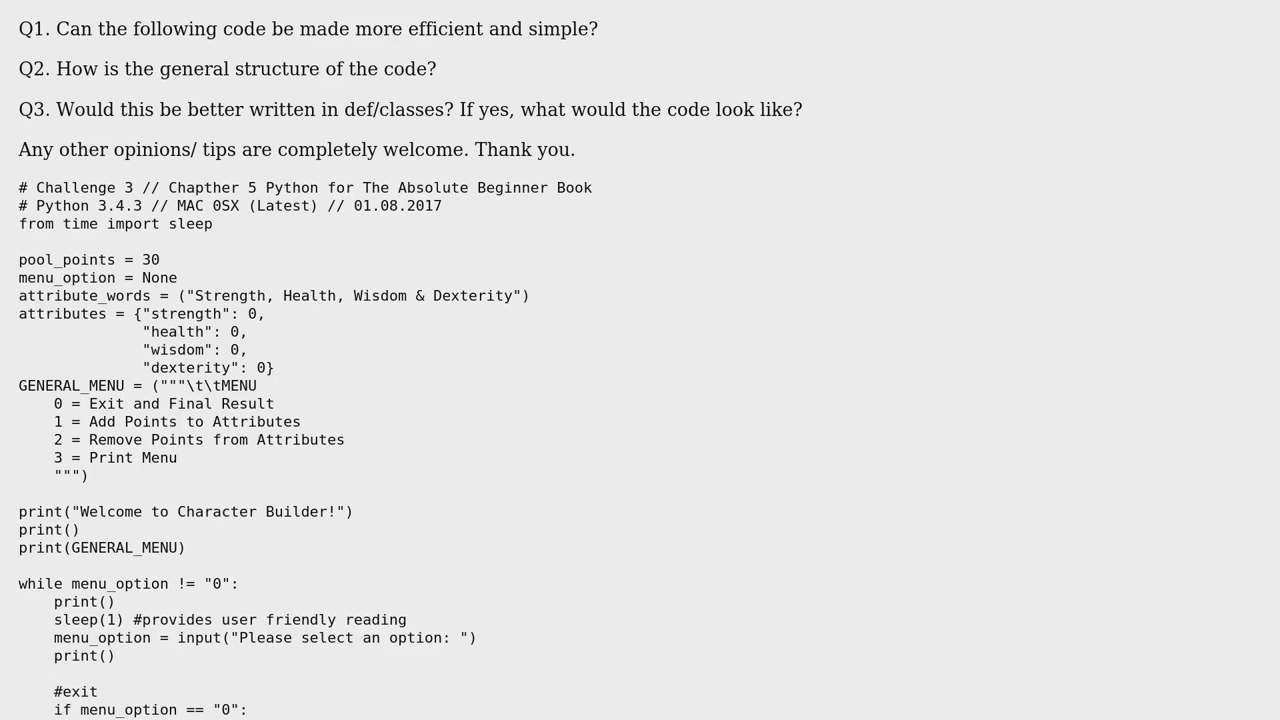 Q1. Can the following code be made more efficient and simple?
Q2. How is the general structure of the code?
Q3. Would this be better written in def/classes? If yes, what would the code look like?
Any other opinions/ tips are completely welcome. Thank you.
# Challenge 3 // Chapther 5 Python for The Absolute Beginner Book
# Python 3.4.3 // MAC 0SX (Latest) // 01.08.2017
from time import sleep

pool_points = 30
menu_option = None
attribute_words = ("Strength, Health, Wisdom & Dexterity")
attributes = {"strength": 0,
              "health": 0,
              "wisdom": 0,
              "dexterity": 0}
GENERAL_MENU = ("""\t\tMENU
    0 = Exit and Final Result
    1 = Add Points to Attributes
    2 = Remove Points from Attributes
    3 = Print Menu
    """)

print("Welcome to Character Builder!")
print()
print(GENERAL_MENU)

while menu_option != "0":
    print()
    sleep(1) #provides user friendly reading
    menu_option = input("Please select an option: ")
    print()

    #exit
    if menu_option == "0":